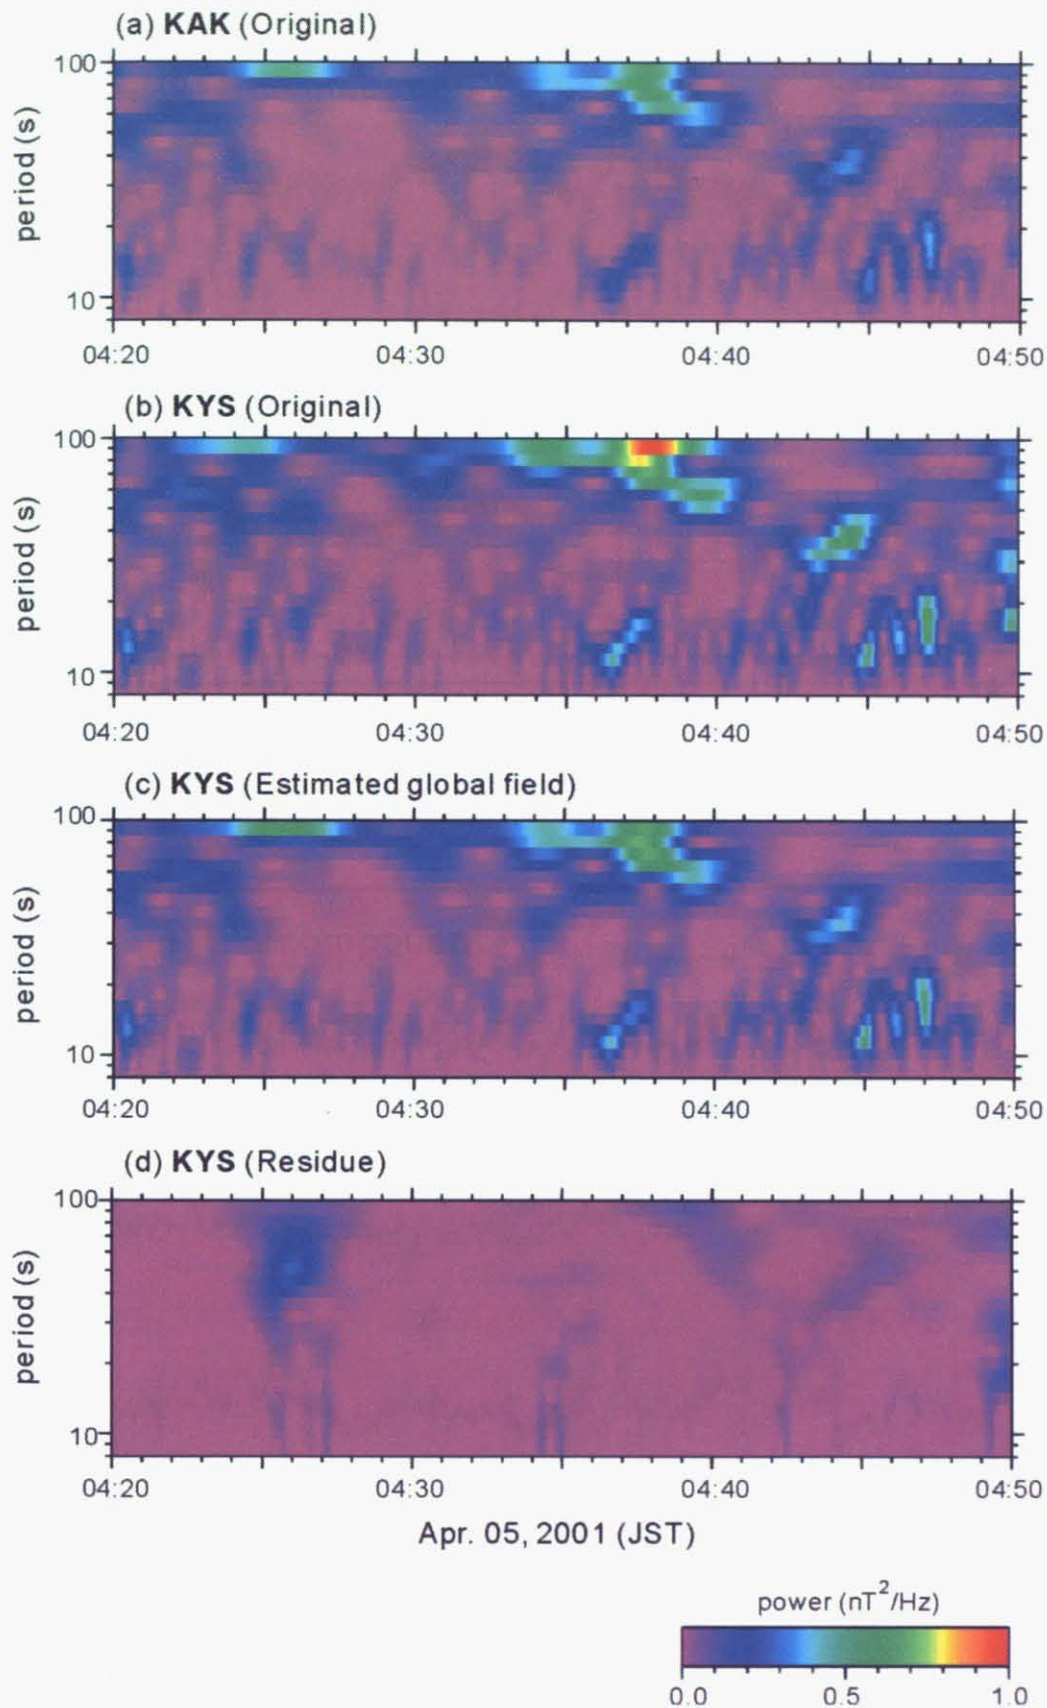 (a) KAK (Original)
period (s)
100
10
04:20 04:30 04:40 04:50
(b) KYS (Original)
period (s)
100
10
04:20 04:30 04:40 04:50
(c) KYS (Estimated global field)
period (s)
100
10
04:20 04:30 04:40 04:50
(d) KYS (Residue)
period (s)
100
10
04:20 04:30 04:40 04:50
Apr. 05, 2001 (JST)
power (nT²/Hz)
0.0 0.5 1.0